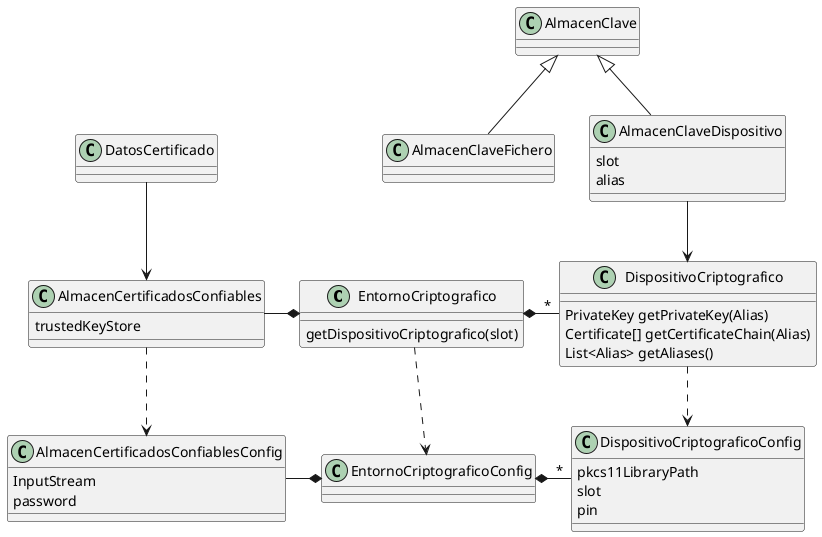 C AlmacenClave
C AlmacenClaveFichero
C AlmacenClaveDispositivo
slot
alias
C DatosCertificado
C AlmacenCertificadosConfiables
trustedKeyStore
C EntornoCriptografico
getDispositivoCriptografico(slot)
*
C DispositivoCriptografico
PrivateKey getPrivateKey(Alias)
Certificate[] getCertificateChain(Alias)
List<Alias> getAliases()
C AlmacenCertificadosConfiablesConfig
InputStream
password
C EntornoCriptograficoConfig
*
C DispositivoCriptograficoConfig
pkcs11LibraryPath
slot
pin